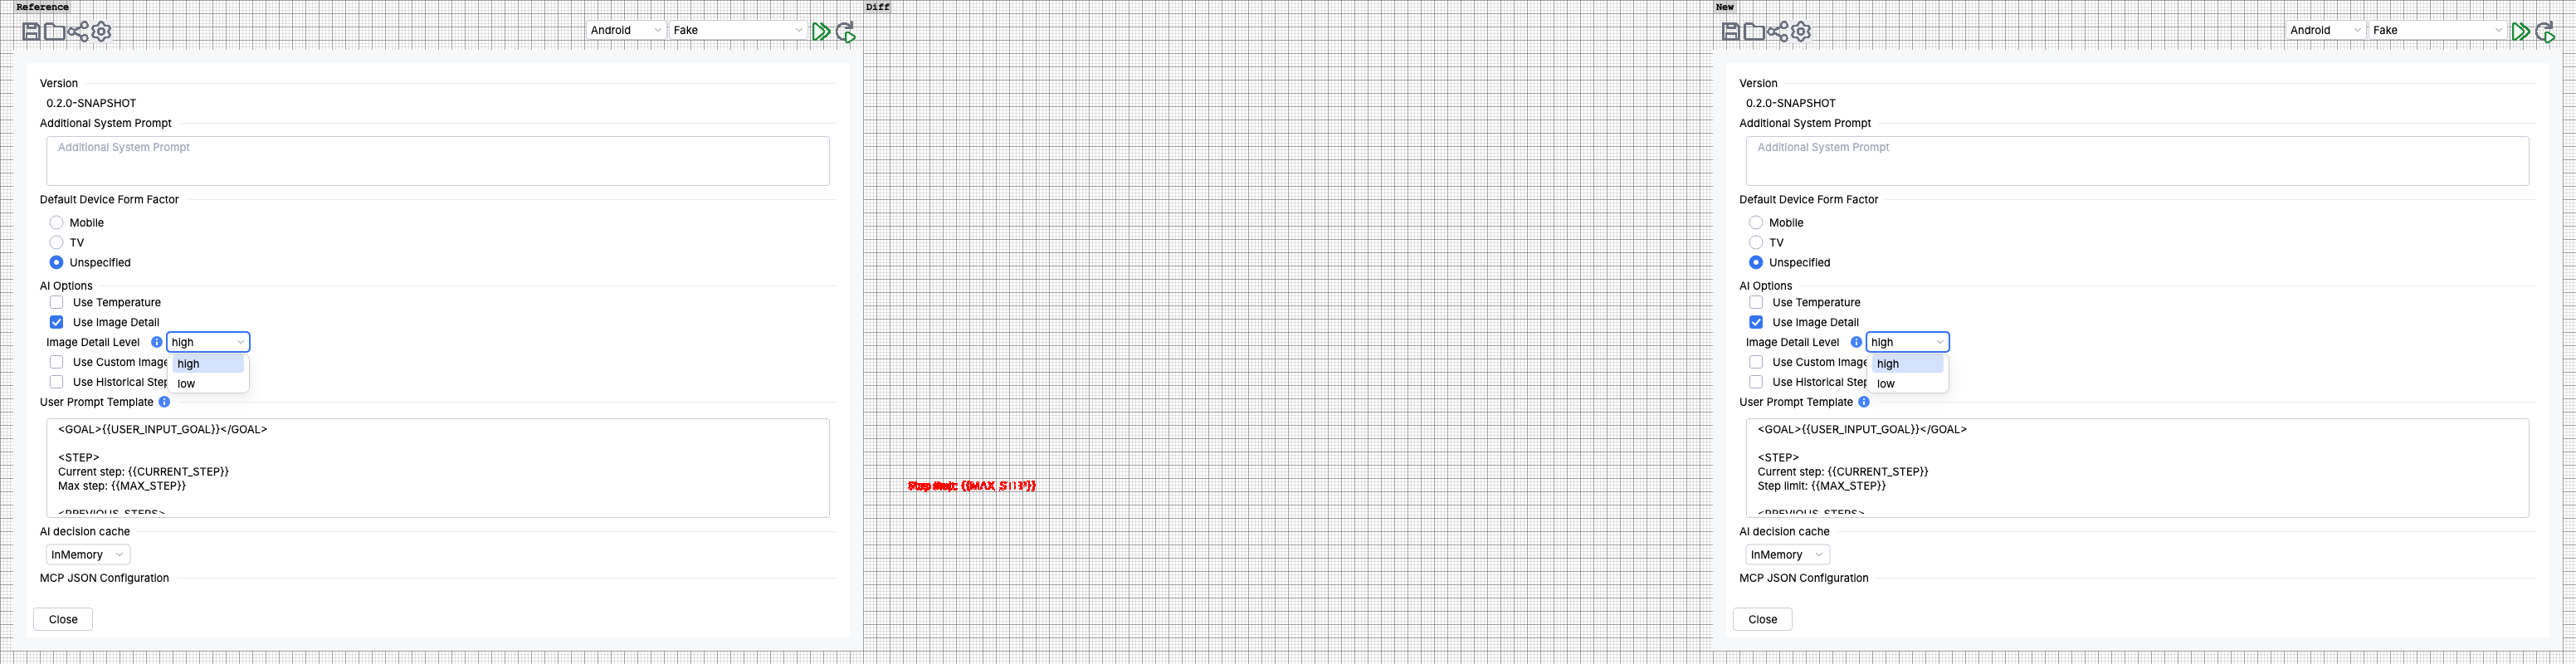 Reference
Android
Fake
Version
0.2.0-SNAPSHOT
Additional System Prompt
Additional System Prompt
Default Device Form Factor
Mobile
TV
Unspecified
AI Options
Use Temperature
Use Image Detail
Image Detail Level
high
Use Custom Image
high
Use Historical Step
low
User Prompt Template
<GOAL>{{USER_INPUT_GOAL}}</GOAL>
<STEP>
Current step: {{CURRENT_STEP}}
Max step: {{MAX_STEP}}
<PREVIOUS_STEPS>
AI decision cache
InMemory
MCP JSON Configuration
Close
Diff
New
Android
Fake
Version
0.2.0-SNAPSHOT
Additional System Prompt
Additional System Prompt
Default Device Form Factor
Mobile
TV
Unspecified
AI Options
Use Temperature
Use Image Detail
Image Detail Level
high
Use Custom Image
high
Use Historical Step
low
User Prompt Template
<GOAL>{{USER_INPUT_GOAL}}</GOAL>
<STEP>
Current step: {{CURRENT_STEP}}
Step limit: {{MAX_STEP}}
<PREVIOUS_STEPS>
AI decision cache
InMemory
MCP JSON Configuration
Close